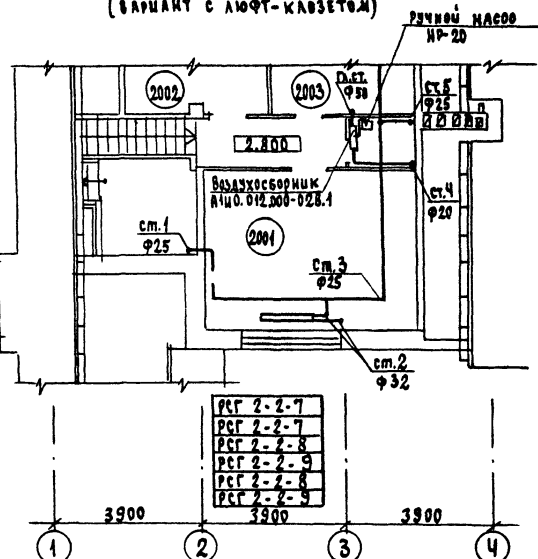 (ВАРИАНТ С ЛЮФТ-КЛОЗЕТОМ)
РУЧНОЙ НАСОС
НР-20
2002
2003
Гл.СТ.
Ф50
СТ.5
Ф25
2.800
Воздухосборник
А1И0.012.000-028.1
СТ.4
Ф20
ст.1
Ф25
2001
Ст.3
Ф25
ст.2
Ф32
РСГ 2-2-7
РСГ 2-2-7
РСГ 2-2-8
РСГ 2-2-9
РСГ 2-2-8
РСГ 2-2-9
3900 3900 3900
1 2 3 4